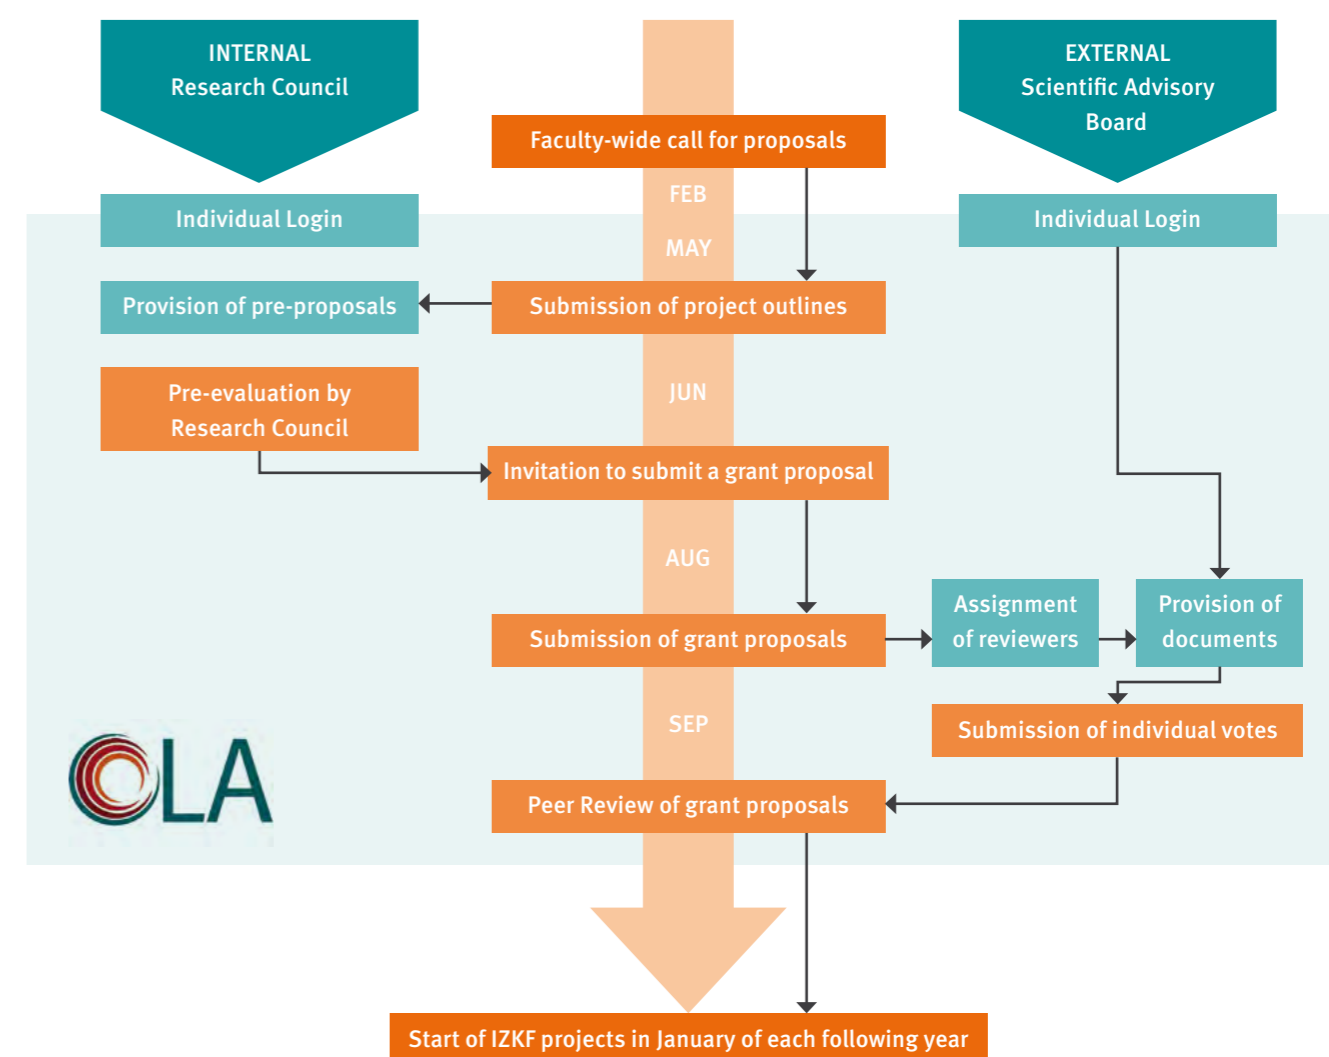 INTERNAL
Research Council
EXTERNAL
Scientific Advisory
Board
Faculty-wide call for proposals
FEB
Individual Login
Individual Login
MAY
Provision of pre-proposals
Submission of project outlines
Pre-evaluation by
Research Council
JUN
Invitation to submit a grant proposal
AUG
Submission of grant proposals
Assignment
of reviewers
Provision of
documents
SEP
Submission of individual votes
OLA
Peer Review of grant proposals
Start of IZKF projects in January of each following year